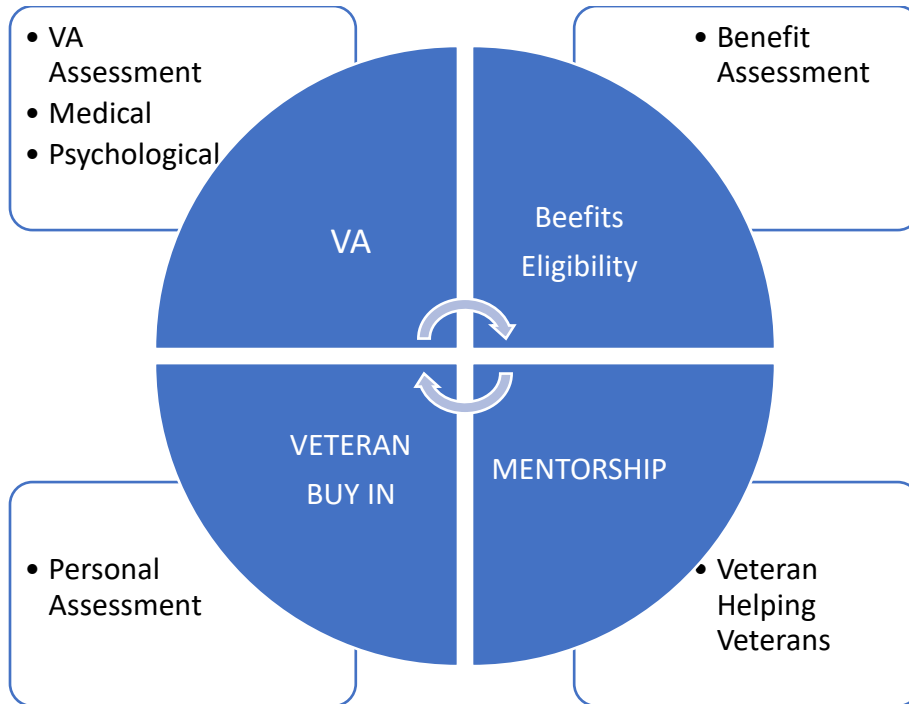 • VA
Assessment
• Medical
• Psychological
• Benefit
Assessment
VA
Beefits
Eligibility
VETERAN
BUY IN
MENTORSHIP
• Personal
Assessment
• Veteran
Helping
Veterans